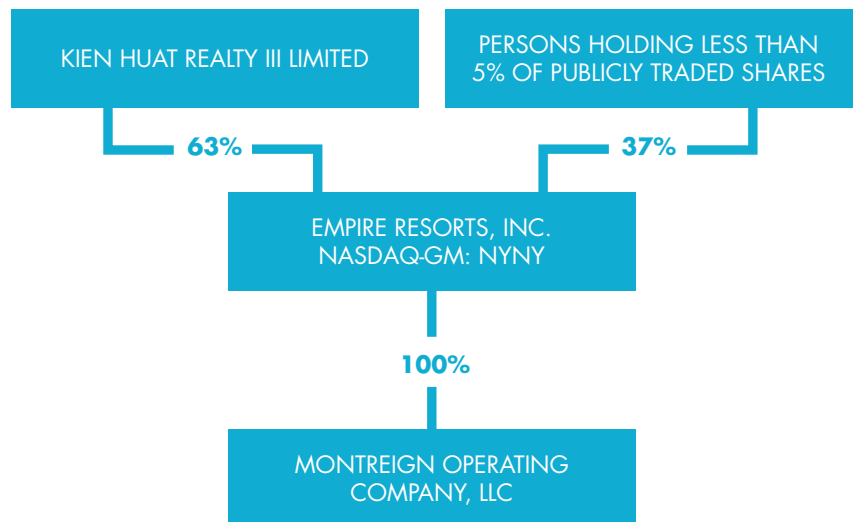 KIEN HUAT REALTY III LIMITED
PERSONS HOLDING LESS THAN
5% OF PUBLICLY TRADED SHARES
63%
37%
EMPIRE RESORTS, INC.
NASDAQ-GM: NYNY
100%
MONTREIGN OPERATING
COMPANY, LLC